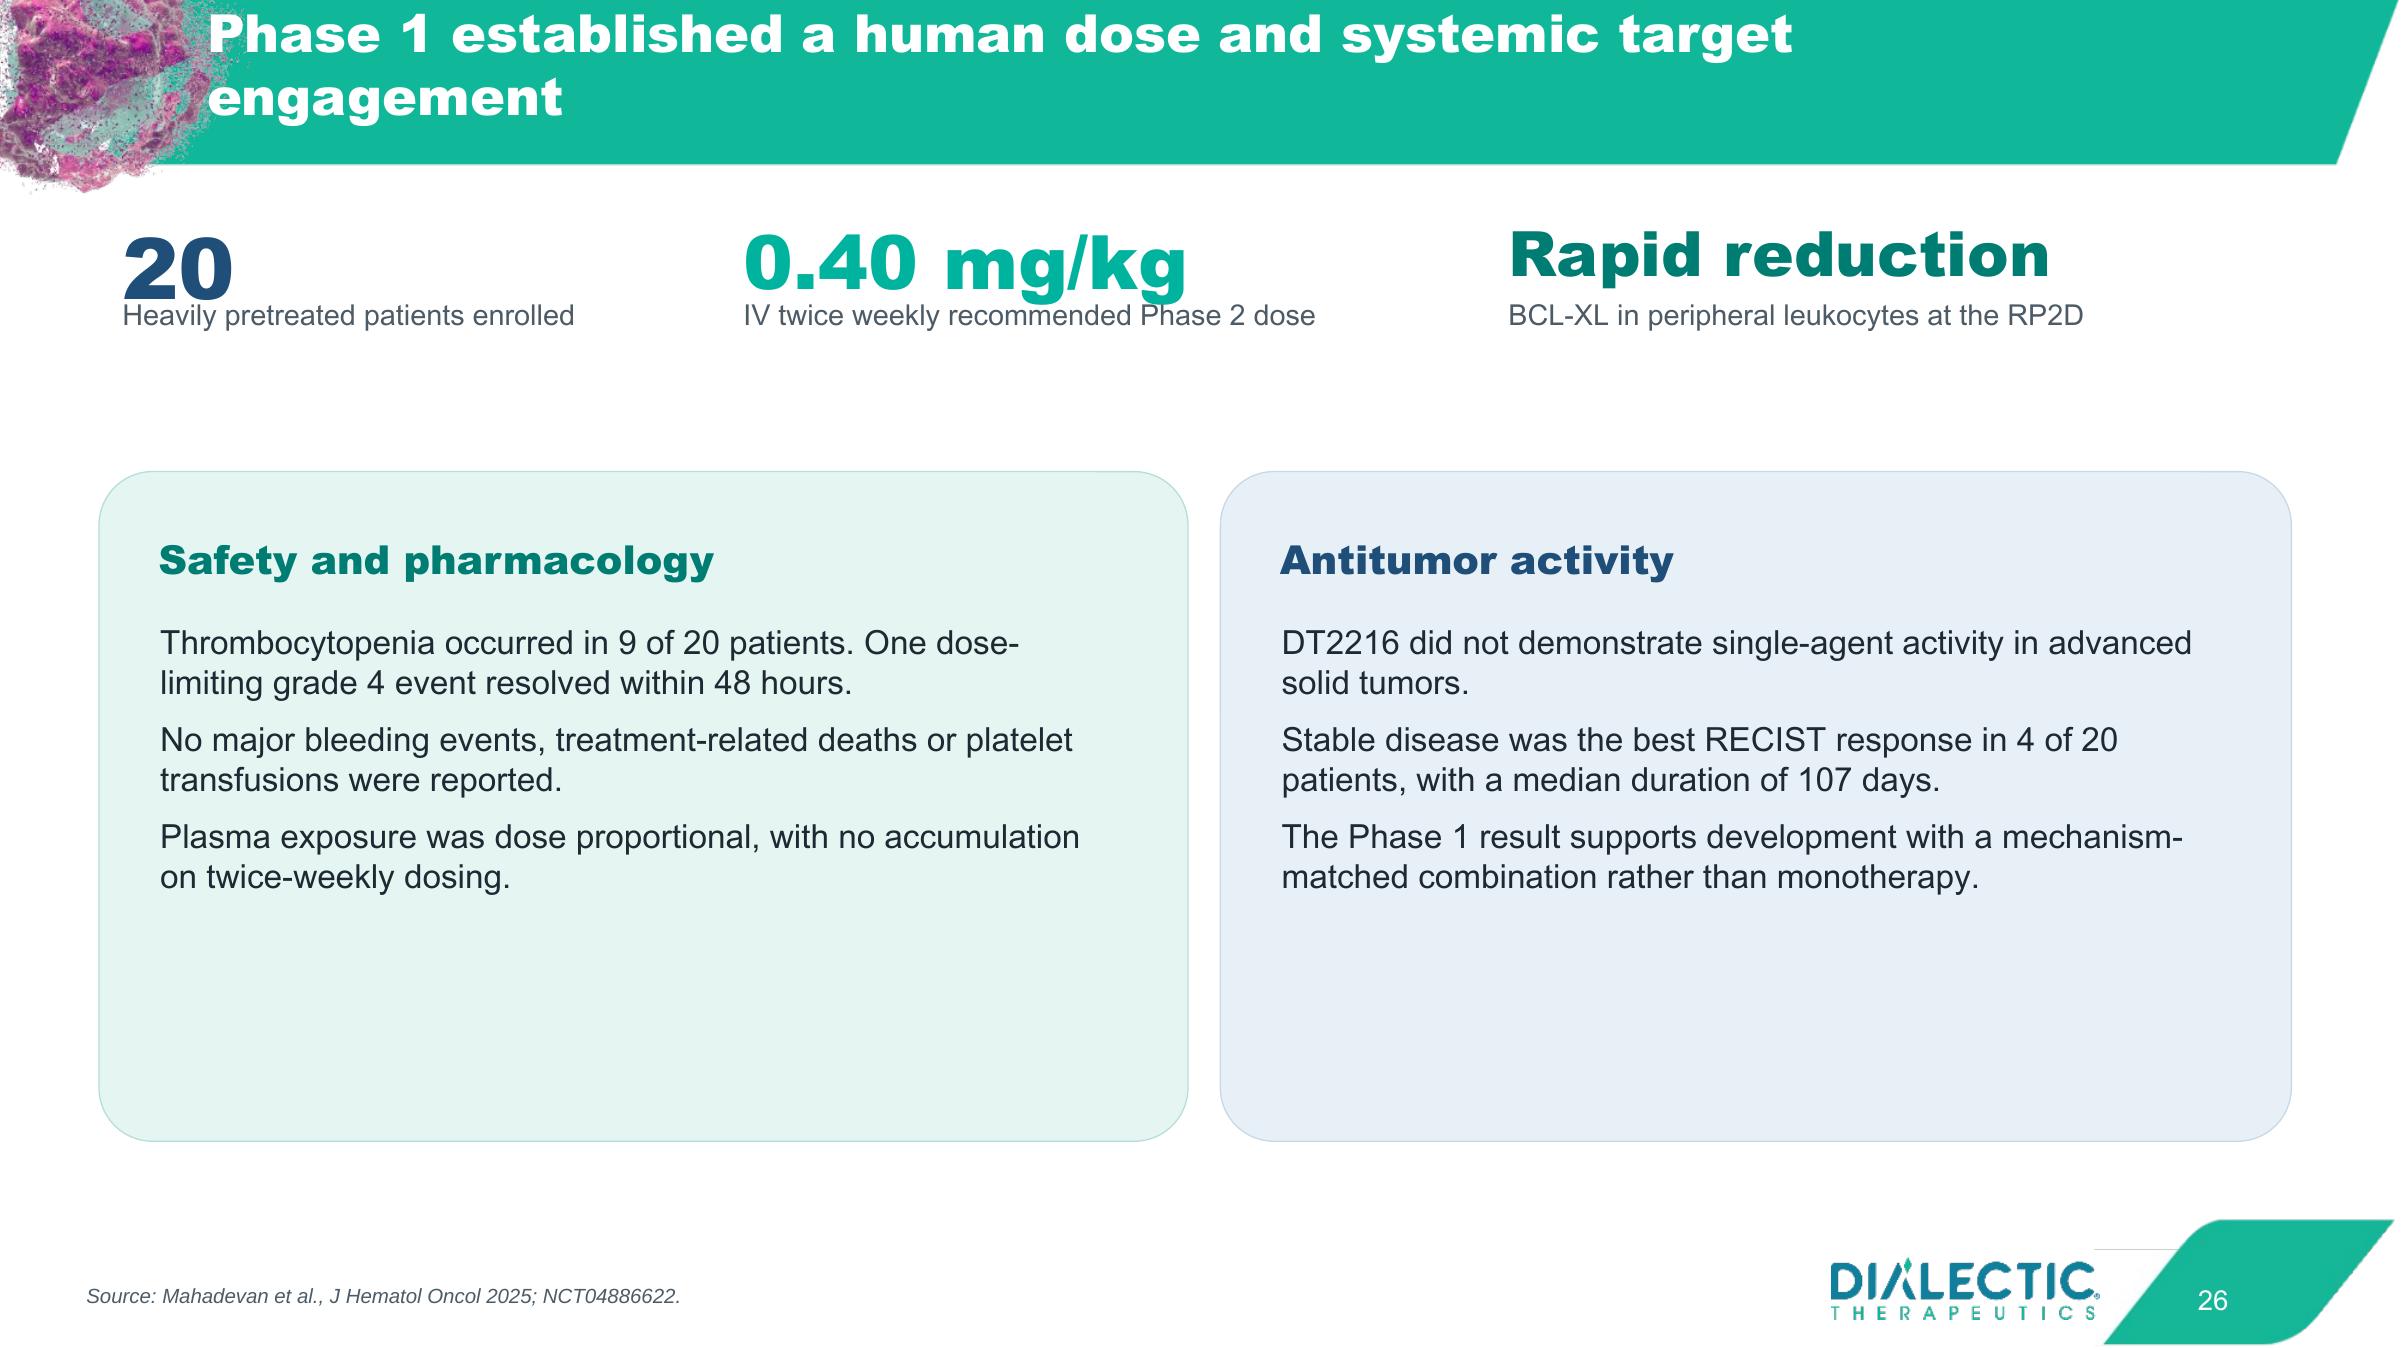 Phase 1 established a human dose and systemic target
engagement
20
Heavily pretreated patients enrolled
0.40 mg/kg
IV twice weekly recommended Phase 2 dose
Rapid reduction
BCL-XL in peripheral leukocytes at the RP2D
Safety and pharmacology
Thrombocytopenia occurred in 9 of 20 patients. One dose-
limiting grade 4 event resolved within 48 hours.
No major bleeding events, treatment-related deaths or platelet
transfusions were reported.
Plasma exposure was dose proportional, with no accumulation
on twice-weekly dosing.
Antitumor activity
DT2216 did not demonstrate single-agent activity in advanced
solid tumors.
Stable disease was the best RECIST response in 4 of 20
patients, with a median duration of 107 days.
The Phase 1 result supports development with a mechanism-
matched combination rather than monotherapy.
Source: Mahadevan et al., J Hematol Oncol 2025; NCT04886622.
DIALECTIC®
THERAPEUTICS
26